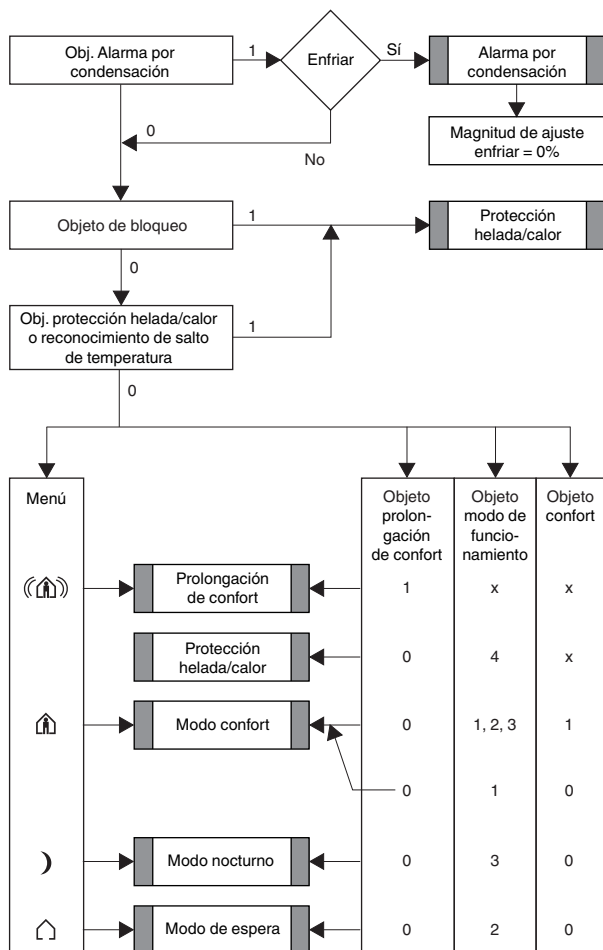 Obj. Alarma por
condensación
1
Enfriar
Sí
Alarma por
condensación
Magnitud de ajuste
enfriar = 0%
0
No
Objeto de bloqueo
1
Protección
helada/calor
0
Obj. protección helada/calor
o reconocimiento de salto
de temperatura
1
0
Menú
Objeto
prolon-
gación
de confort
Objeto
modo de
funcio-
namiento
Objeto
confort
Prolongación
de confort
1
x
x
Protección
helada/calor
0
4
x
Modo confort
0
1, 2, 3
1
0
1
0
Modo nocturno
0
3
0
Modo de espera
0
2
0